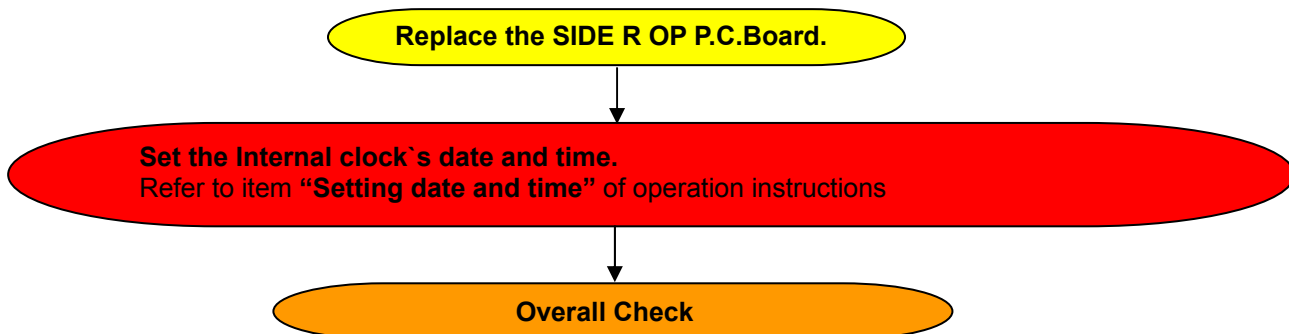 Replace the SIDE R OP P.C.Board.
Set the Internal clock`s date and time.
Refer to item “Setting date and time” of operation instructions
Overall Check